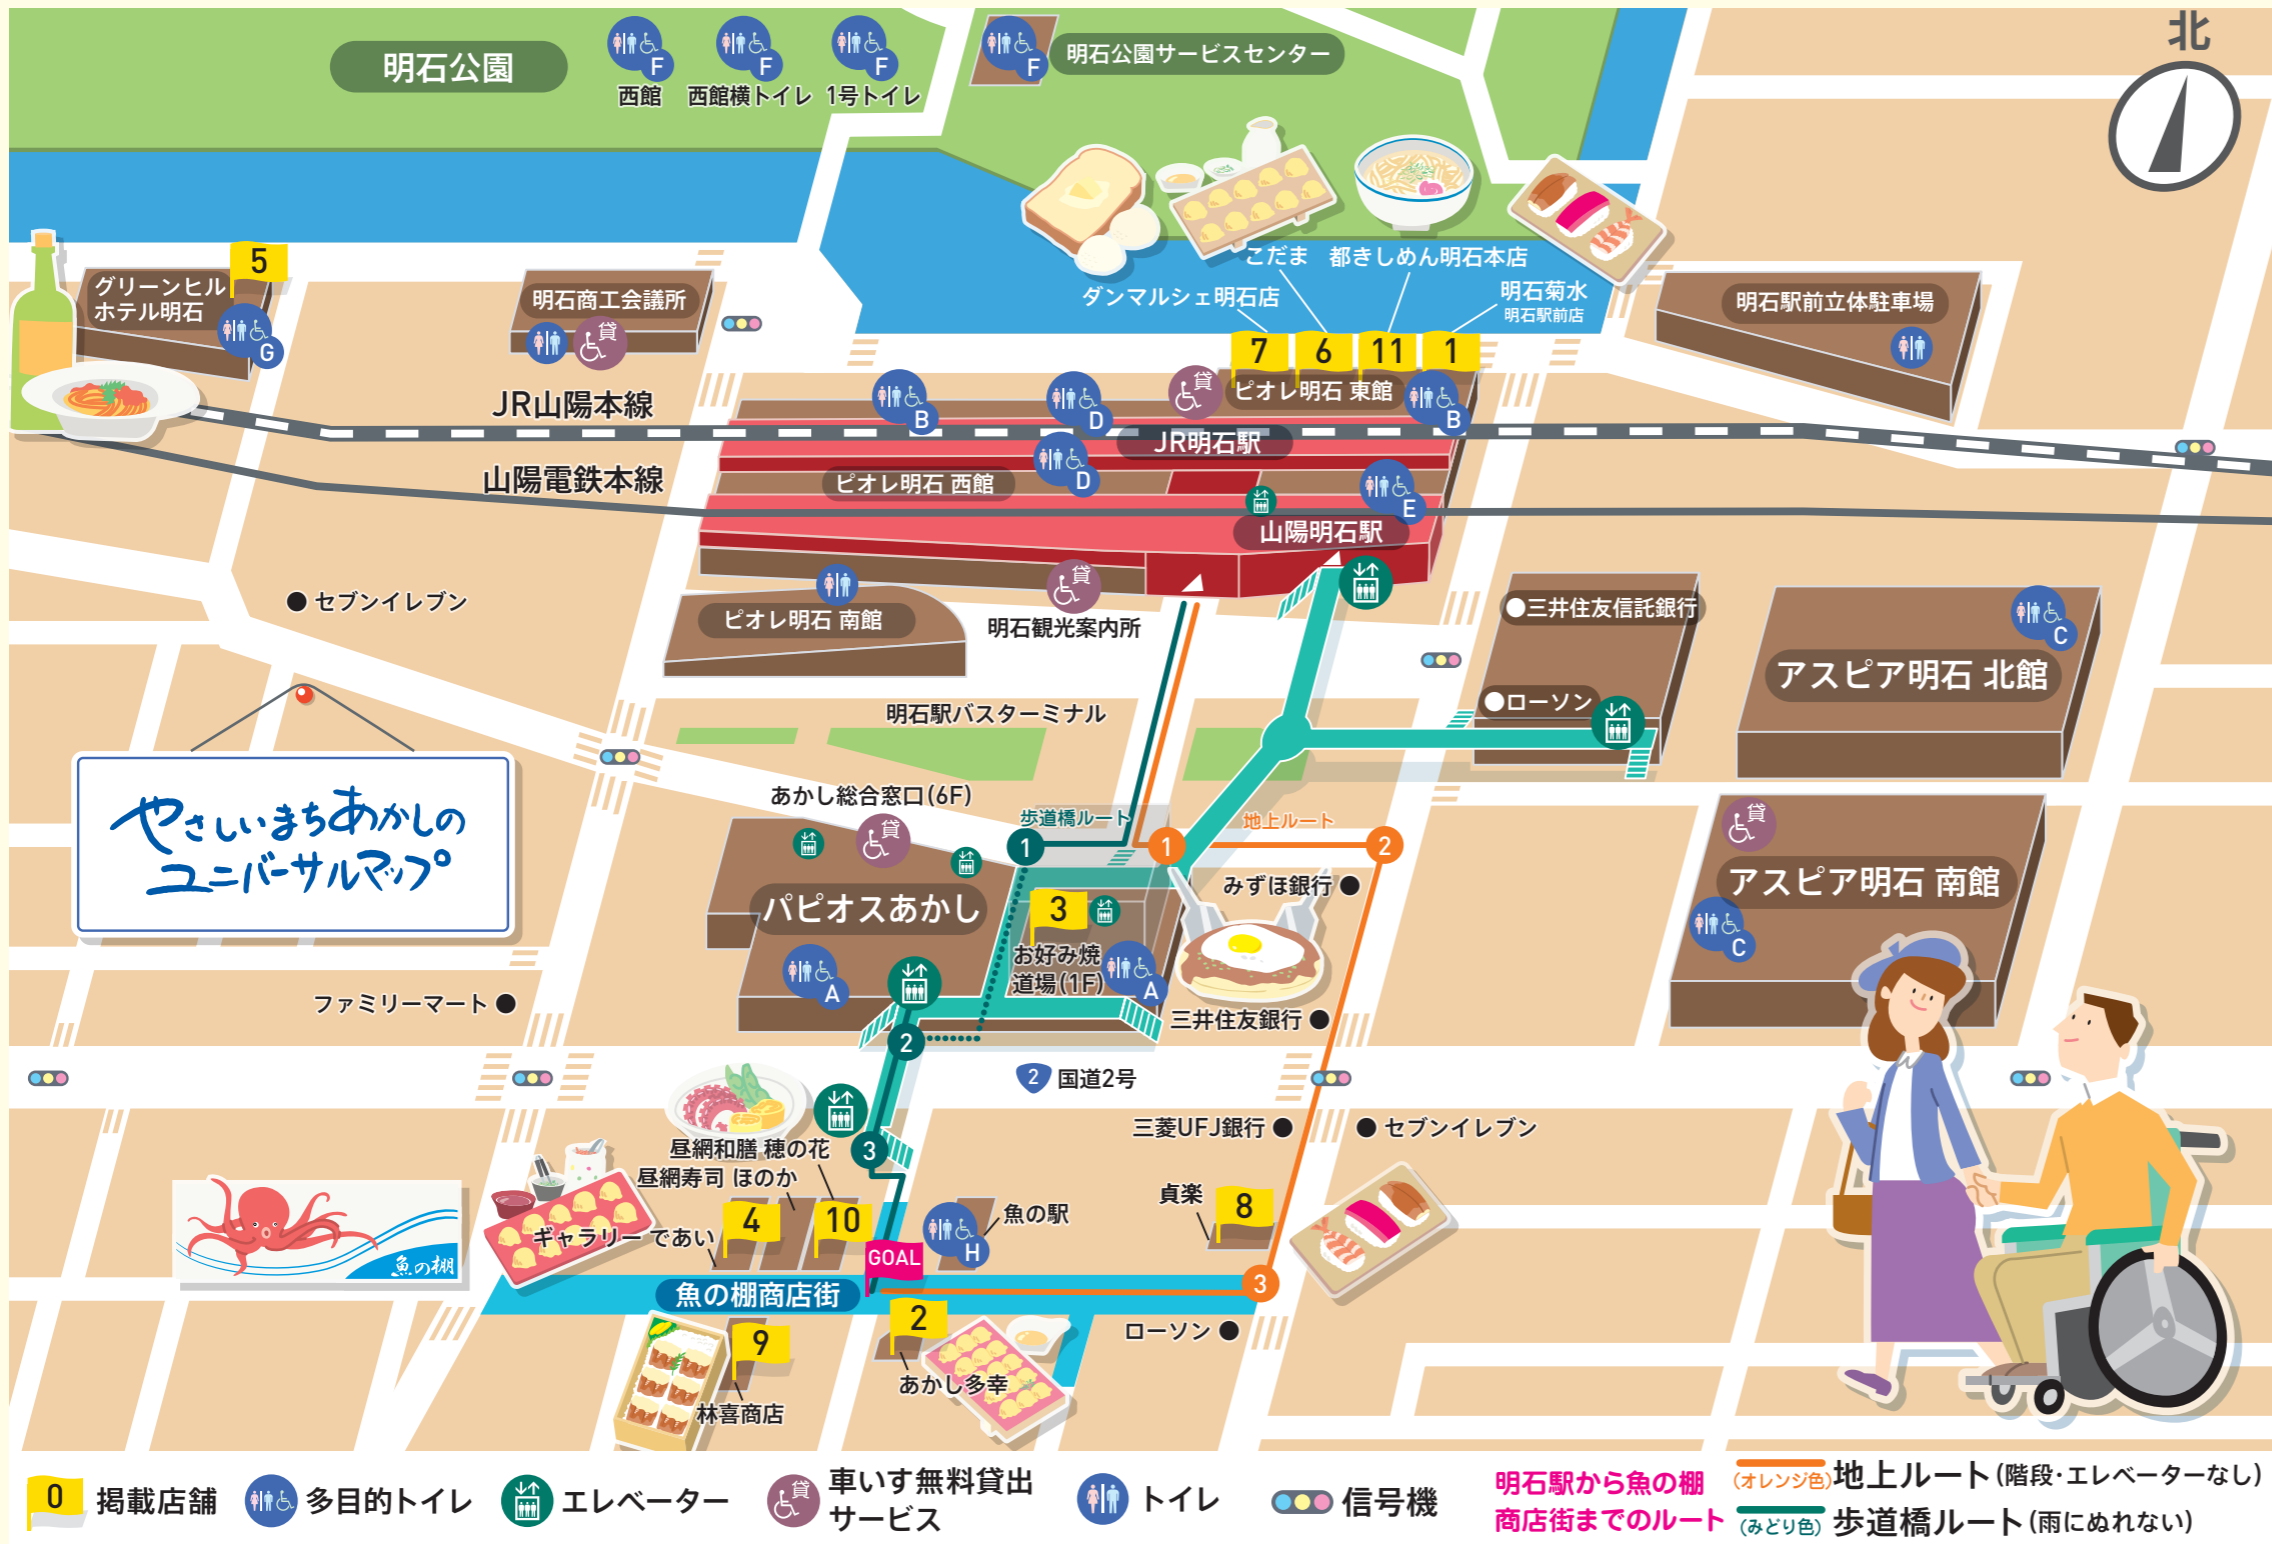 北
明石公園
F
西館
F
西館横トイレ
F
1号トイレ
F
明石公園サービスセンター
こだま
都きしめん明石本店
ダンマルシェ明石店
明石菊水
明石駅前店
5
グリーンヒル
ホテル明石
G
明石商工会議所
貸
7
6
11
1
明石駅前立体駐車場
JR山陽本線
B
D
貸
ピオレ明石 東館
B
JR明石駅
山陽電鉄本線
ピオレ明石 西館
D
E
山陽明石駅
セブンイレブン
ピオレ明石 南館
貸
明石観光案内所
三井住友信託銀行
C
アスピア明石 北館
ローソン
明石駅バスターミナル
やさしいまちあかしの
ユニバーサルマップ
あかし総合窓口(6F)
貸
歩道橋ルート
地上ルート
1
1
2
貸
アスピア明石 南館
C
みずほ銀行
パピオスあかし
3
お好み焼
道場(1F)
A
A
ファミリーマート
三井住友銀行
2
2
国道2号
三菱UFJ銀行
セブンイレブン
3
昼網和膳 穂の花
昼網寿司 ほのか
ギャラリー であい
4
10
魚の駅
H
貞楽
8
GOAL
魚の棚
魚の棚商店街
3
9
2
ローソン
あかし多幸
林喜商店
0
掲載店舗
多目的トイレ
エレベーター
貸
車いす無料貸出
サービス
トイレ
信号機
明石駅から魚の棚
商店街までのルート
(オレンジ色)
地上ルート(階段・エレベーターなし)
(みどり色)
歩道橋ルート(雨にぬれない)